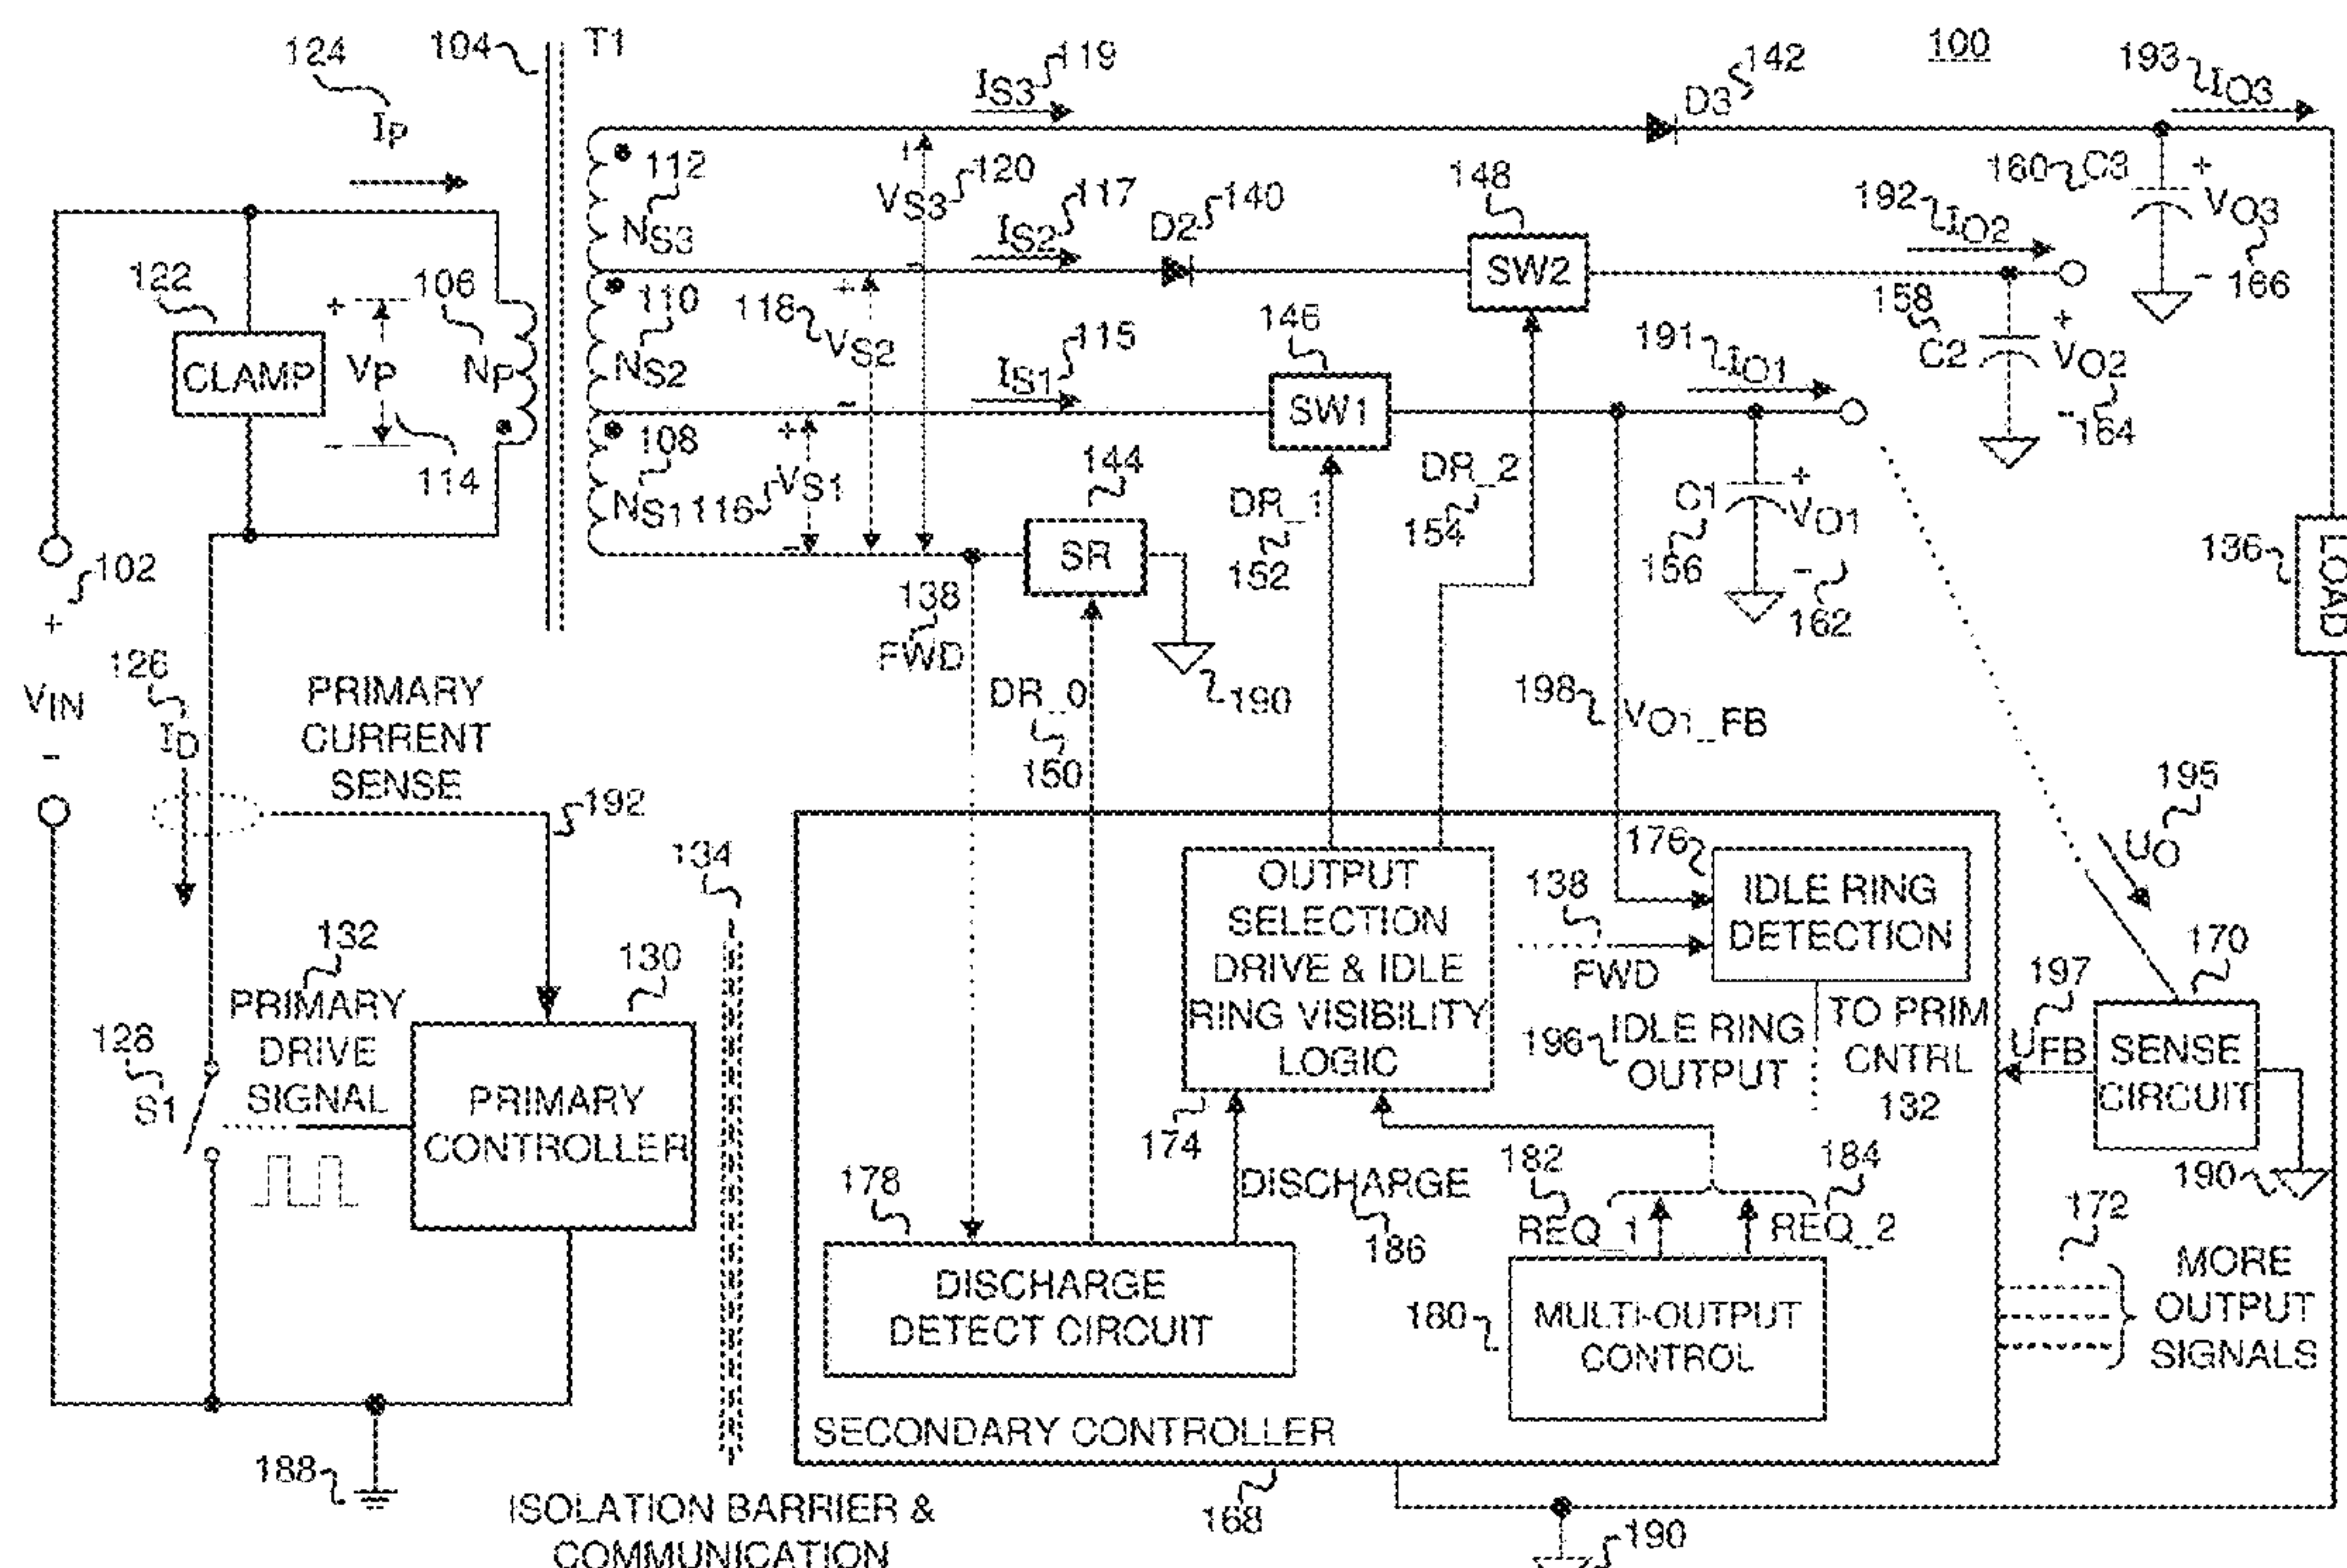 100
124
104
T1
119
142
193
IP
IS3
D3
IO3
112
120
148
160
C3
+
VO3
NS3
+
VS3
-
117
IS2
D2
140
192
IO2
-
166
122
CLAMP
+
VP
-
114
106
NP
110
NS2
118
+
VS2
-
SW2
158
C2
+
VO2
-
164
115
IS1
146
SW1
191
IO1
108
NS1
116
+
VS1
-
144
SR
DR_1
152
DR_2
154
C1
156
+
VO1
-
162
136
LOAD
102
+
VIN
-
138
FWD
190
DR_0
150
198
VO1_FB
126
ID
PRIMARY
CURRENT
SENSE
192
195
UO
134
OUTPUT
SELECTION
DRIVE & IDLE
RING VISIBILITY
LOGIC
174
176
IDLE RING
DETECTION
138
FWD
132
PRIMARY
DRIVE
SIGNAL
130
PRIMARY
CONTROLLER
128
S1
196
IDLE RING
OUTPUT
TO PRIM
CNTRL
132
197
UFB
170
SENSE
CIRCUIT
190
178
DISCHARGE
DETECT CIRCUIT
DISCHARGE
186
182
REQ_1
184
REQ_2
180
MULTI-OUTPUT
CONTROL
172
MORE
OUTPUT
SIGNALS
SECONDARY CONTROLLER
168
188
ISOLATION BARRIER &
COMMUNICATION
190